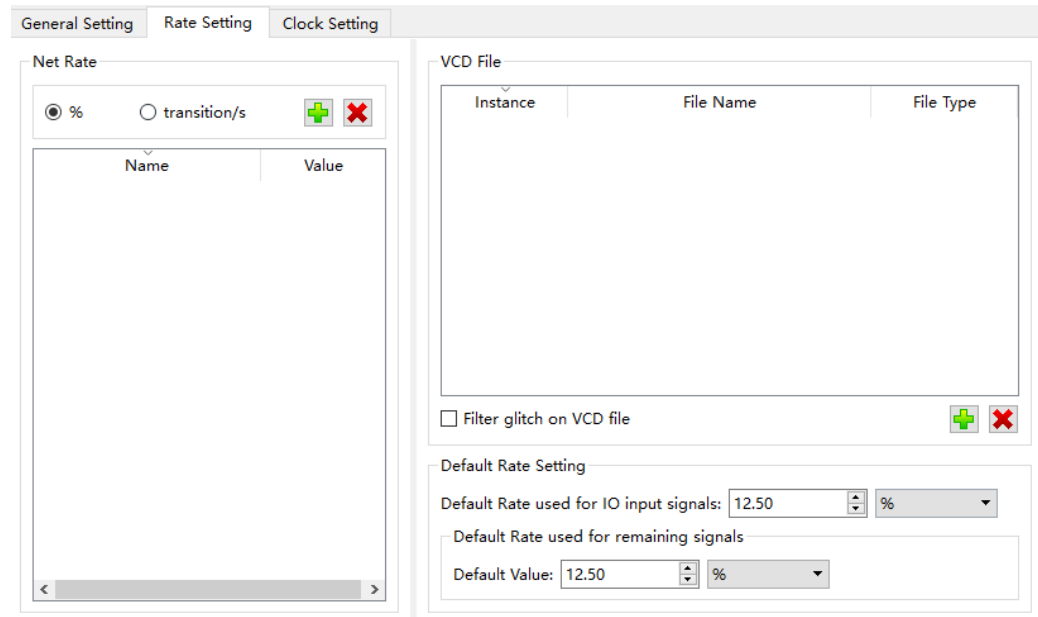 General Setting Rate Setting Clock Setting
Net Rate
% transition/s
Name Value
VCD File
Instance File Name File Type
Filter glitch on VCD file
Default Rate Setting
Default Rate used for IO input signals: 12.50 %
Default Rate used for remaining signals
Default Value: 12.50 %